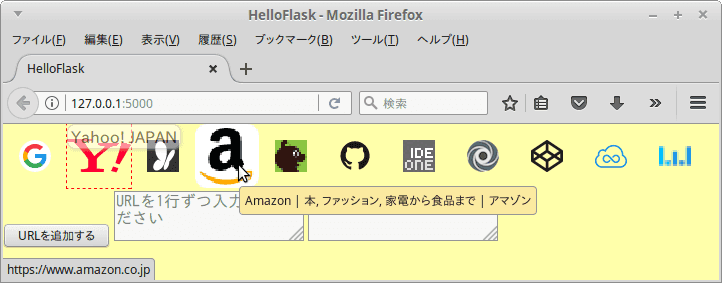 HelloFlask - Mozilla Firefox
ファイル(F) 編集(E) 表示(V) 履歴(S) ブックマーク(B) ツール(T) ヘルプ(H)
HelloFlask
127.0.0.1:5000 検索
Yahoo! JAPAN
G Y! a IDE ONE
Amazon | 本, ファッション, 家電から食品まで | アマゾン
URLを1行ずつ入力
ださい
URLを追加する
https://www.amazon.co.jp